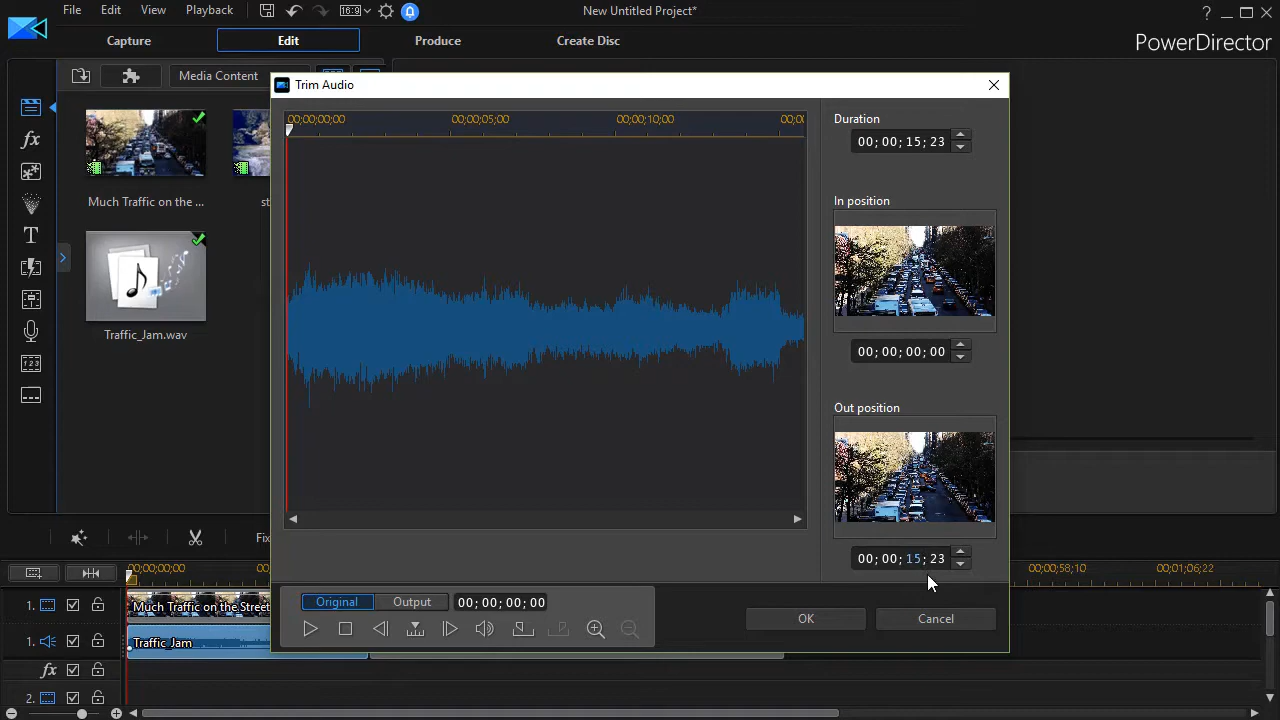 File Edit View Playback 16:9 New Untitled Project* ?
Capture Edit Produce Create Disc PowerDirector
Media Content
Trim Audio
00;00;00;00 00;00;05;00 00;00;10;00 00;0
Duration
00; 00; 15; 23
In position
Much Traffic on the ... st
00; 00; 00; 00
Traffic_Jam.wav
Out position
00; 00; 15; 23
Fix
00;00;00;00 00;00;58;10 00;01;06;22
Original Output 00; 00; 00; 00
1. Much Traffic on the Street
OK Cancel
1. Traffic_Jam
fx
2.